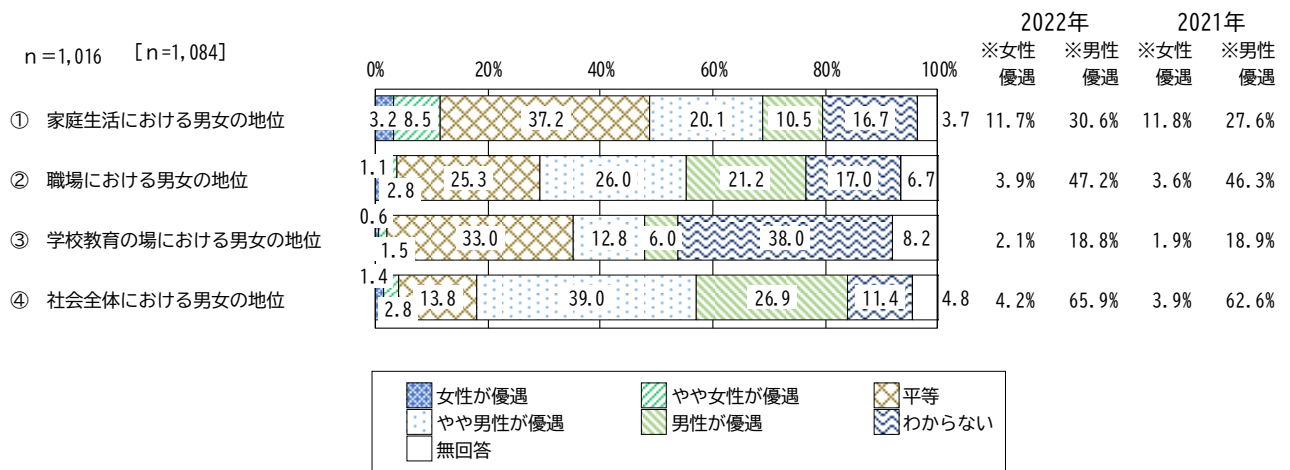 2022年 2021年
n=1,016 [n=1,084] ※女性 ※男性 ※女性 ※男性
優遇 優遇 優遇 優遇
0% 20% 40% 60% 80% 100%
① 家庭生活における男女の地位 3.2 8.5 37.2 20.1 10.5 16.7 3.7 11.7% 30.6% 11.8% 27.6%
② 職場における男女の地位 1.1 2.8 25.3 26.0 21.2 17.0 6.7 3.9% 47.2% 3.6% 46.3%
③ 学校教育の場における男女の地位 0.6 1.5 33.0 12.8 6.0 38.0 8.2 2.1% 18.8% 1.9% 18.9%
④ 社会全体における男女の地位 1.4 2.8 13.8 39.0 26.9 11.4 4.8 4.2% 65.9% 3.9% 62.6%
女性が優遇 やや女性が優遇 平等
やや男性が優遇 男性が優遇 わからない
無回答